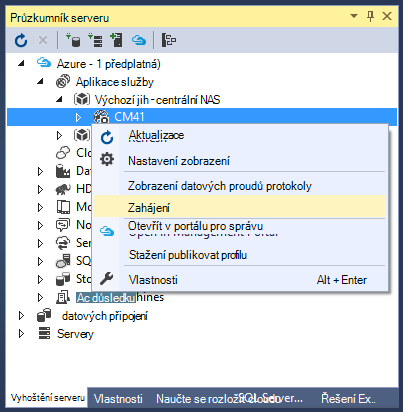 Průzkumník serveru
Azure - 1 předplatná)
Aplikace služby
Výchozí jih - centrální NAS
CM41
Aktualizace
Nastavení zobrazení
Clo
Zobrazení datových proudů protokoly
Dat
HD
Zahájení
Mo
Otevřít v portálu pro správu
No
Ser
Stažení publikovat profilu
SQ
Sto
Vlastnosti Alt + Enter
Ac důsledku hines
datových připojení
Servery
Vyhoštění serveru Vlastnosti Naučte se rozložit cloudu SQL Server... Řešení Ex..